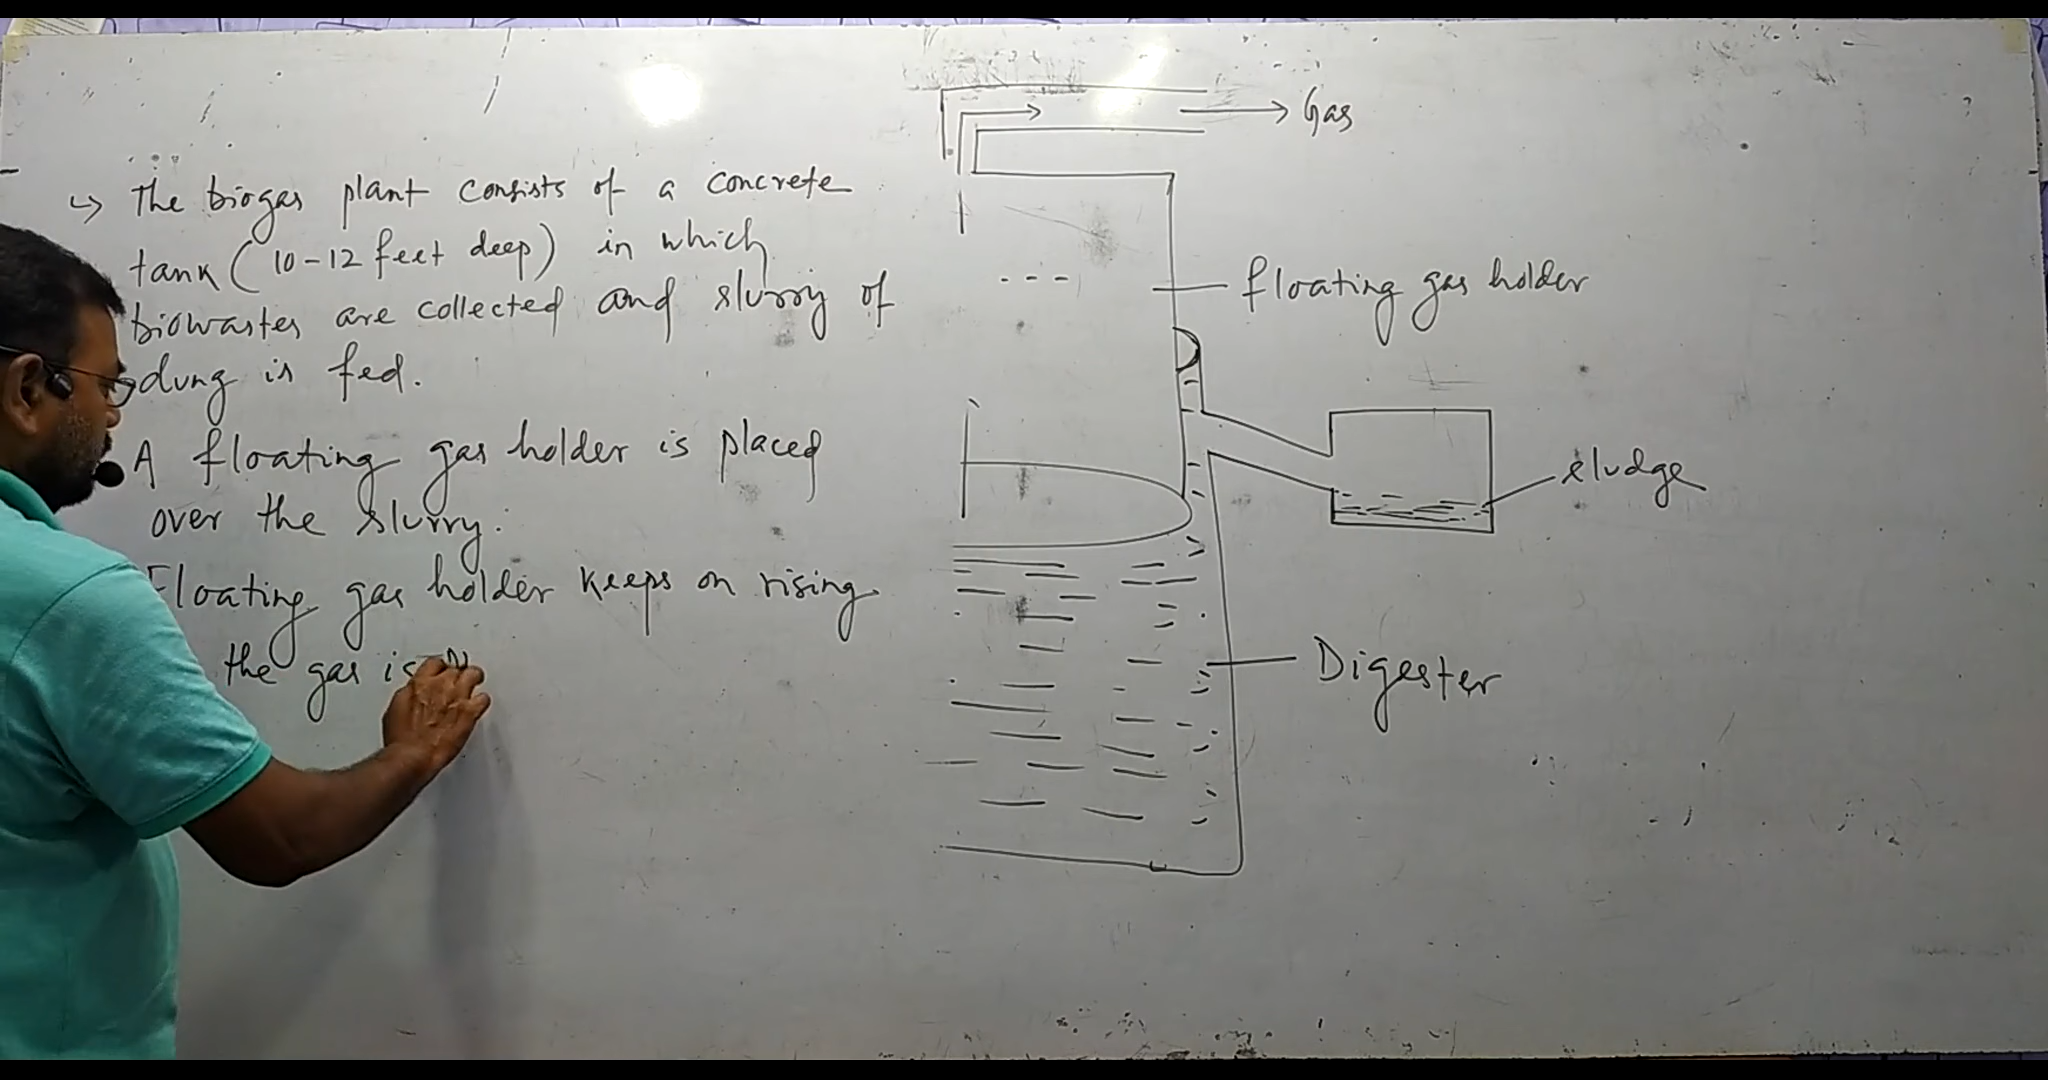 ↳ The biogas plant consists of a concrete
tank (10-12 feet deep) in which
biowastes are collected and slurry of
dung is fed.
A floating gas holder is placed
over the slurry.
Floating gas holder keeps on rising
the gas is
Gas
floating gas holder
sludge
Digester